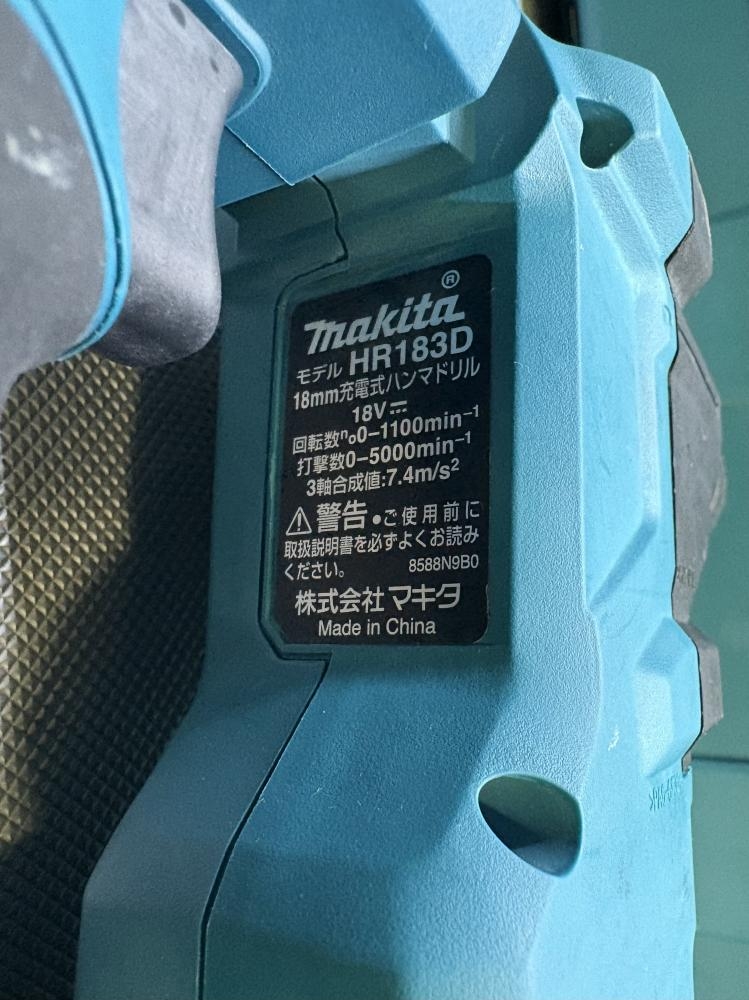 makita®
モデル HR183D
18mm充電式ハンマドリル
18V⎓
回転数n₀0-1100min⁻¹
打撃数0-5000min⁻¹
3軸合成値:7.4m/s²
⚠警告•ご使用前に
取扱説明書を必ずよくお読み
ください。 8588N9B0
株式会社マキタ
Made in China